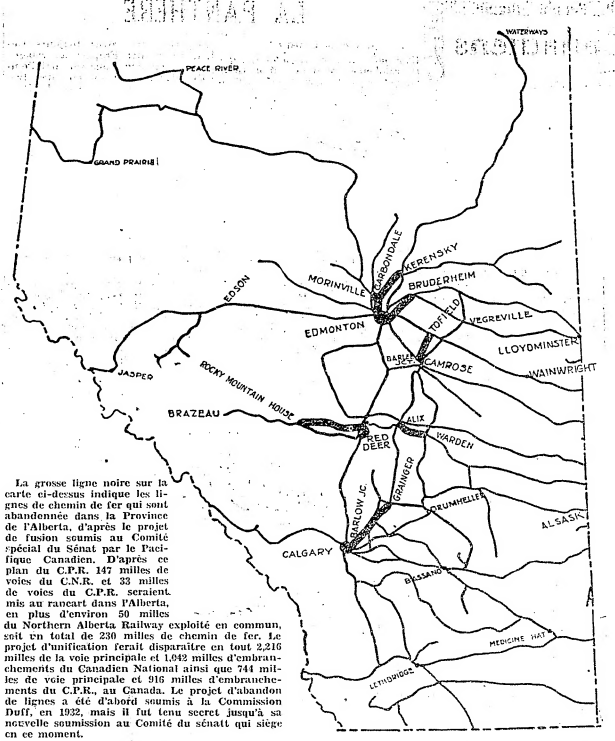 LA PANTHÈRE
WATERWAYS
PEACE RIVER
GRAND PRAIRIE
CARBONDALE
KERENSKY
MORINVILLE
BRUDERHEIM
EDSON
TOFIELD
VEGREVILLE
EDMONTON
LLOYDMINSTER
CAMROSE
WAINWRIGHT
JASPER
ROCKY MOUNTAIN HOUSE
BRAZEAU
ALIX
RED
DEER
WARDEN
GRAINGER
BARLOW JC.
DRUMHELLER
ALSASK
CALGARY
BASSANO
MEDICINE HAT
LETHBRIDGE
La grosse ligne noire sur la
carte ci-dessus indique les li-
gnes de chemin de fer qui sont
abandonnée dans la Province
de l'Alberta, d'après le projet
de fusion soumis au Comité
spécial du Sénat par le Paci-
fique Canadien. D'après ce
plan du C.P.R. 147 milles de
voies du C.N.R. et 33 milles
de voies du C.P.R. seraient
mis au rancart dans l'Alberta,
en plus d'environ 50 milles
du Northern Alberta Railway exploité en commun,
soit un total de 230 milles de chemin de fer. Le
projet d'unification ferait disparaître en tout 2,216
milles de la voie principale et 1,042 milles d'embran-
chements du Canadien National ainsi que 744 mil-
les de voie principale et 916 milles d'embranche-
ments du C.P.R., au Canada. Le projet d'abandon
de lignes a été d'abord soumis à la Commission
Duff, en 1932, mais il fut tenu secret jusqu'à sa
nouvelle soumission au Comité du sénatt qui siège
en ce moment.